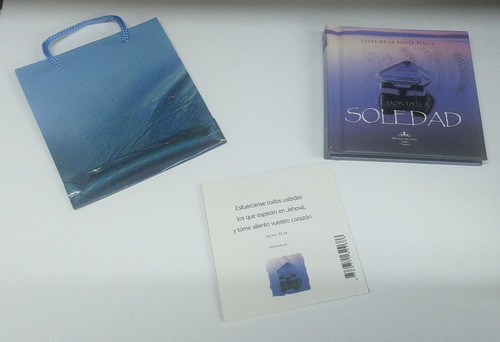 CITAS DE LA SANTA BIBLIA
EL DON DE LA
SOLEDAD
Esfuércense todos ustedes
los que esperan en Jehová,
y tome aliento vuestro corazón.